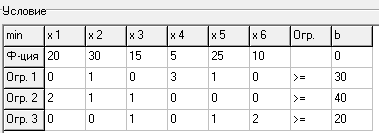 Условие
min x 1 x 2 x 3 x 4 x 5 x 6 Огр. b
Ф-ция 20 30 15 5 25 10 0
Огр. 1 0 1 0 3 1 0 >= 30
Огр. 2 2 1 1 0 0 0 >= 40
Огр. 3 0 0 1 0 1 2 >= 20